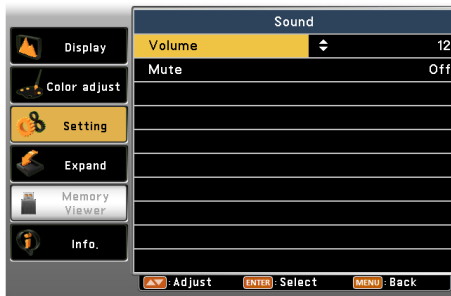 Sound
Display
Volume 12
Mute Off
Color adjust
Setting
Expand
Memory
Viewer
Info.
:Adjust ENTER :Select MENU :Back